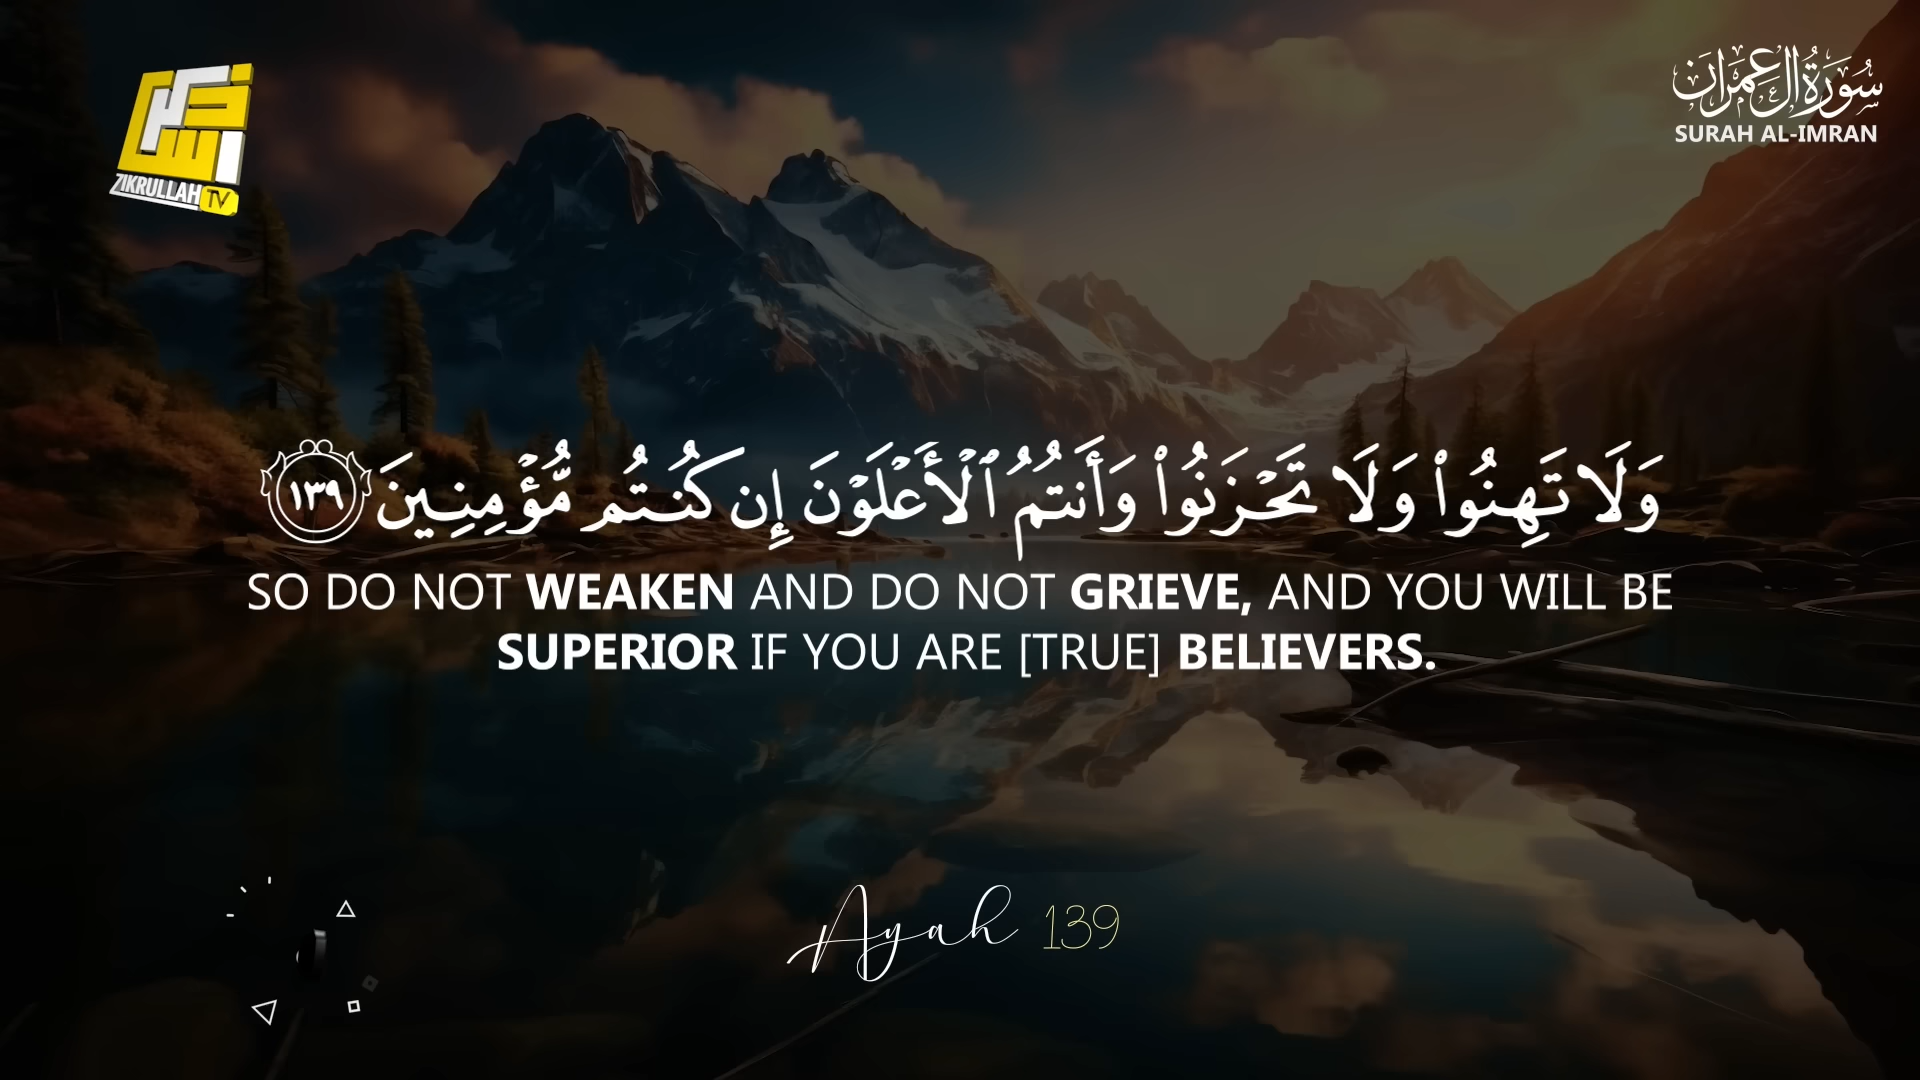 سُورَةُ اٰل عِمرَان
SURAH AL-IMRAN
ZIKRULLAH TV
وَلَا تَهِنُوا۟ وَلَا تَحْزَنُوا۟ وَأَنتُمُ ٱلْأَعْلَوْنَ إِن كُنتُم مُّؤْمِنِينَ ١٣٩
SO DO NOT WEAKEN AND DO NOT GRIEVE, AND YOU WILL BE
SUPERIOR IF YOU ARE [TRUE] BELIEVERS.
Ayah 139